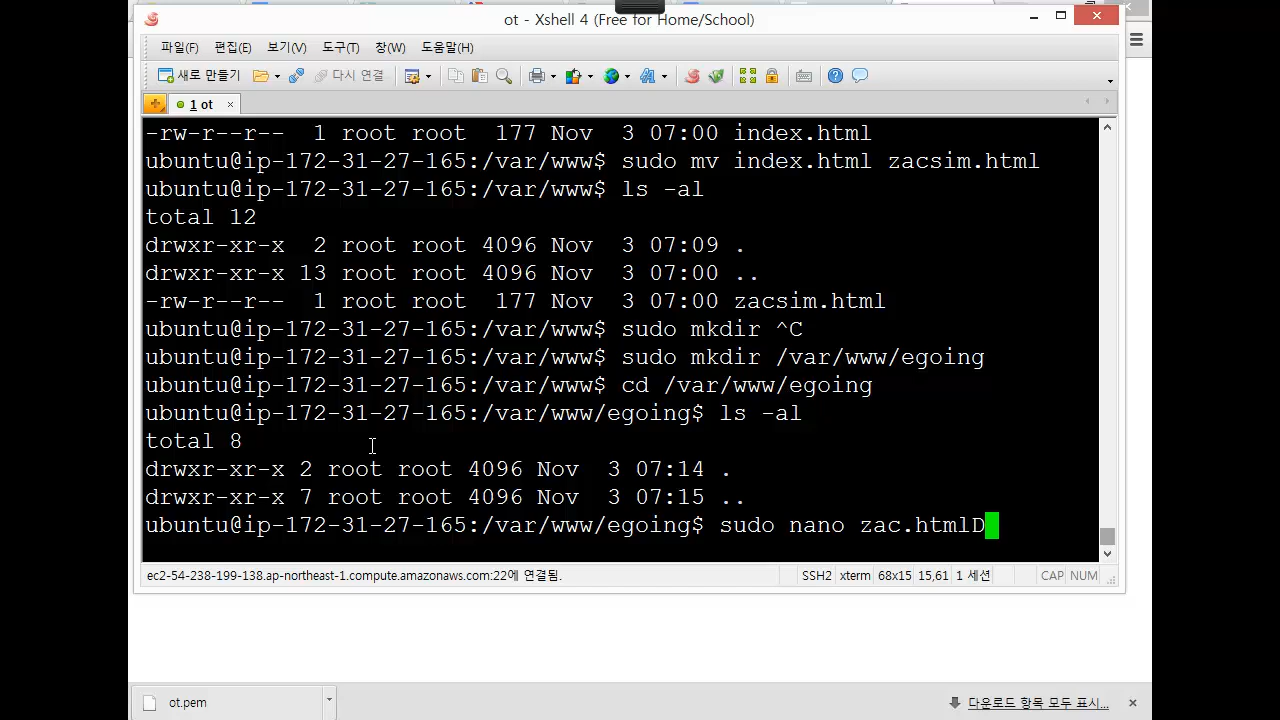 ot - Xshell 4 (Free for Home/School)
파일(F) 편집(E) 보기(V) 도구(T) 창(W) 도움말(H)
새로 만들기 다시 연결
1 ot
-rw-r--r-- 1 root root 177 Nov 3 07:00 index.html
ubuntu@ip-172-31-27-165:/var/www$ sudo mv index.html zacsim.html
ubuntu@ip-172-31-27-165:/var/www$ ls -al
total 12
drwxr-xr-x 2 root root 4096 Nov 3 07:09 .
drwxr-xr-x 13 root root 4096 Nov 3 07:00 ..
-rw-r--r-- 1 root root 177 Nov 3 07:00 zacsim.html
ubuntu@ip-172-31-27-165:/var/www$ sudo mkdir ^C
ubuntu@ip-172-31-27-165:/var/www$ sudo mkdir /var/www/egoing
ubuntu@ip-172-31-27-165:/var/www$ cd /var/www/egoing
ubuntu@ip-172-31-27-165:/var/www/egoing$ ls -al
total 8
drwxr-xr-x 2 root root 4096 Nov 3 07:14 .
drwxr-xr-x 7 root root 4096 Nov 3 07:15 ..
ubuntu@ip-172-31-27-165:/var/www/egoing$ sudo nano zac.htmlD
ec2-54-238-199-138.ap-northeast-1.compute.amazonaws.com:22에 연결됨. SSH2 xterm 68x15 15,61 1 세션 CAP NUM
ot.pem 다운로드 항목 모두 표시...